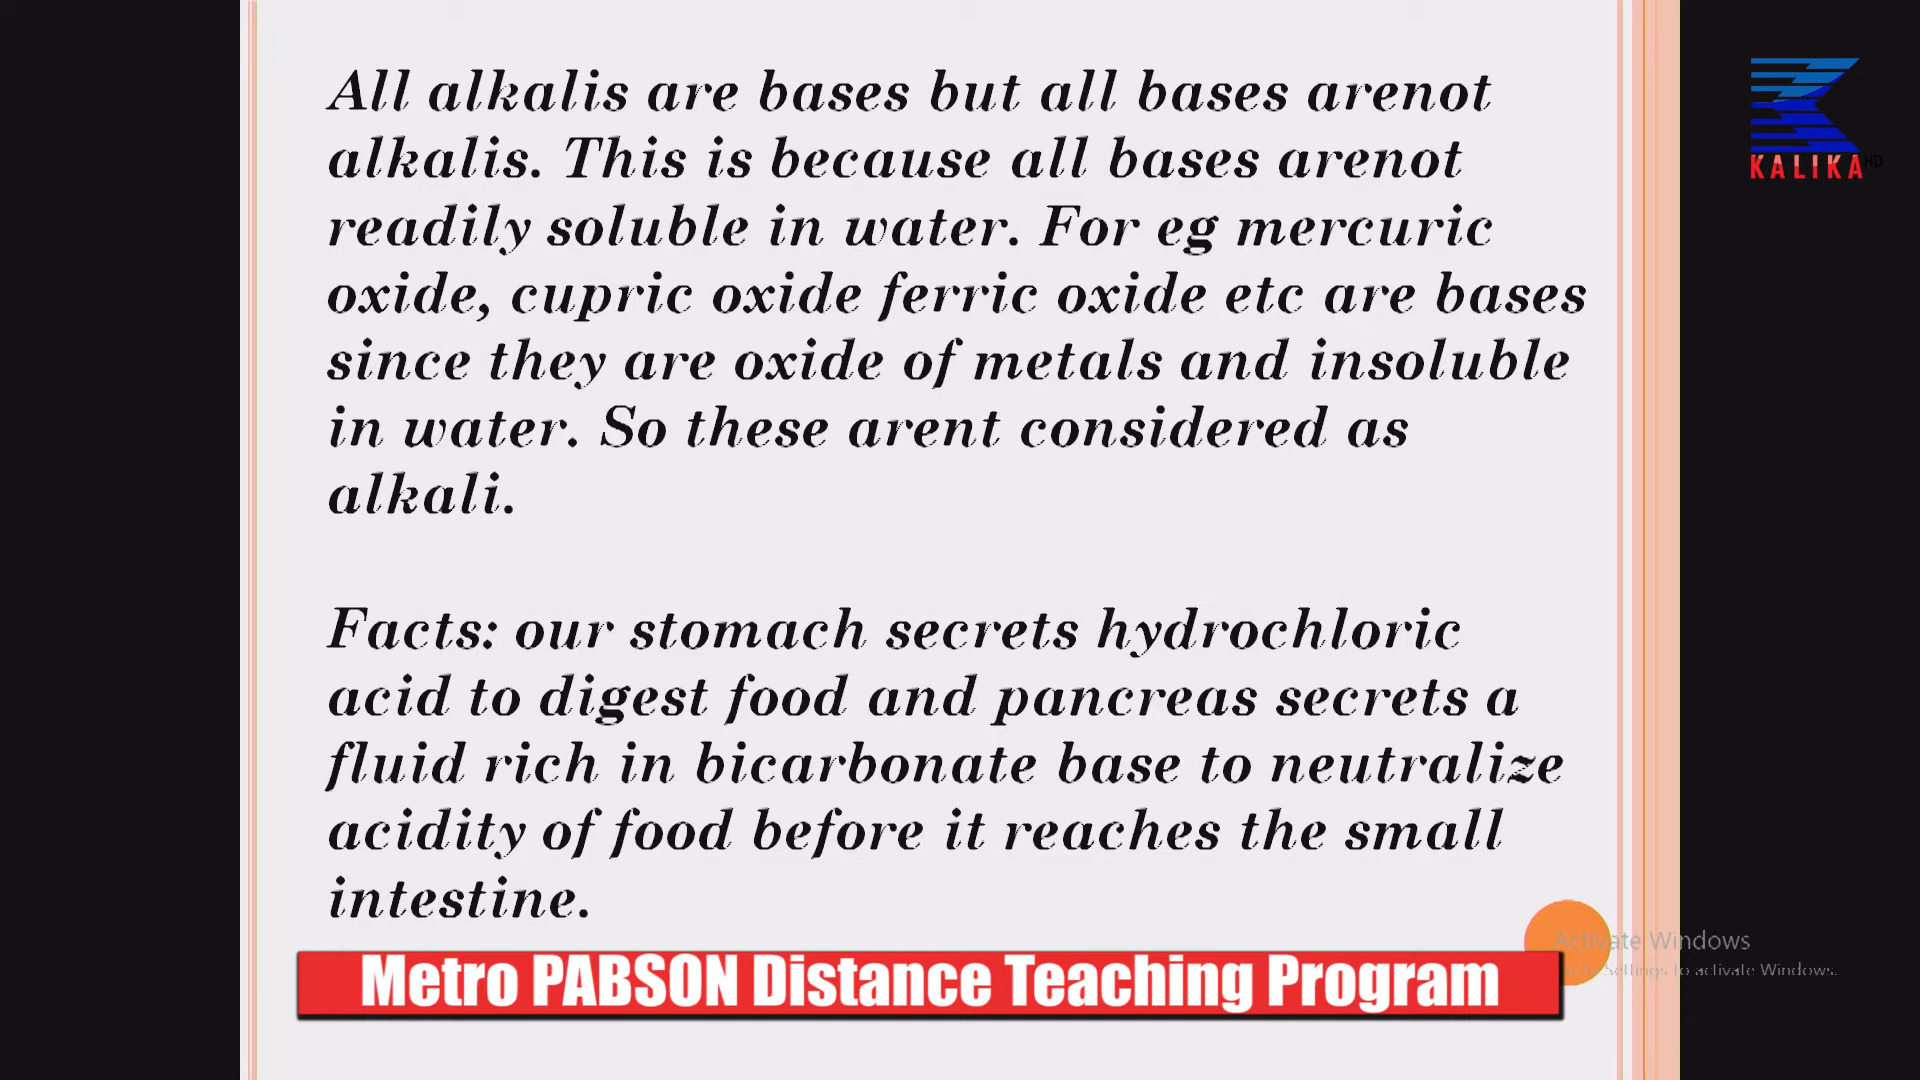 All alkalis are bases but all bases arenot
alkalis. This is because all bases arenot
readily soluble in water. For eg mercuric
oxide, cupric oxide ferric oxide etc are bases
since they are oxide of metals and insoluble
in water. So these arent considered as
alkali.
Facts: our stomach secrets hydrochloric
acid to digest food and pancreas secrets a
fluid rich in bicarbonate base to neutralize
acidity of food before it reaches the small
intestine.
KALIKA HD
Activate Windows
Settings to activate Windows.
Metro PABSON Distance Teaching Program